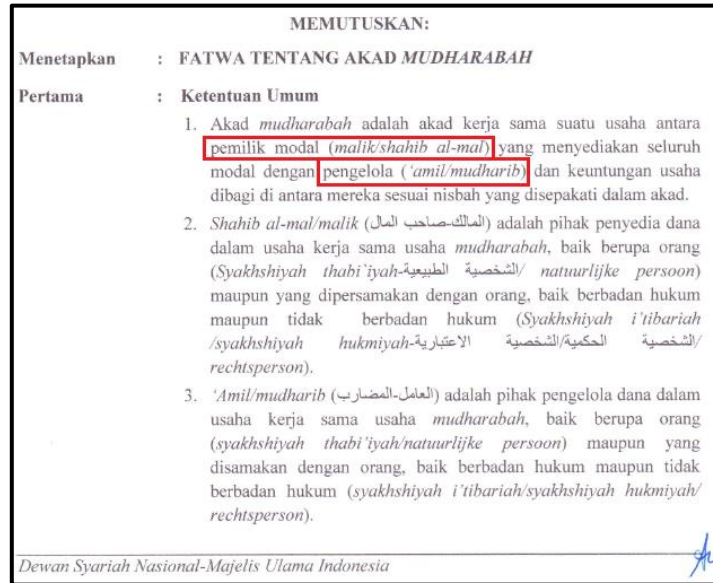 MEMUTUSKAN:
Menetapkan : FATWA TENTANG AKAD MUDHARABAH
Pertama : Ketentuan Umum
1. Akad mudharabah adalah akad kerja sama suatu usaha antara
pemilik modal (malik/shahib al-mal) yang menyediakan seluruh
modal dengan pengelola ('amil/mudharib) dan keuntungan usaha
dibagi di antara mereka sesuai nisbah yang disepakati dalam akad.
2. Shahib al-mal/malik (المالك-صاحب المال) adalah pihak penyedia dana
dalam usaha kerja sama usaha mudharabah, baik berupa orang
(Syakhshiyah thabi`iyah-الشخصية الطبيعية/ natuurlijke persoon)
maupun yang dipersamakan dengan orang, baik berbadan hukum
maupun tidak berbadan hukum (Syakhshiyah i'tibariah
/syakhshiyah hukmiyah-الشخصية الحكمية/الشخصية الاعتبارية/
rechtsperson).
3. 'Amil/mudharib (العامل-المضارب) adalah pihak pengelola dana dalam
usaha kerja sama usaha mudharabah, baik berupa orang
(syakhshiyah thabi'iyah/natuurlijke persoon) maupun yang
disamakan dengan orang, baik berbadan hukum maupun tidak
berbadan hukum (syakhshiyah i'tibariah/syakhshiyah hukmiyah/
rechtsperson).
Dewan Syariah Nasional-Majelis Ulama Indonesia